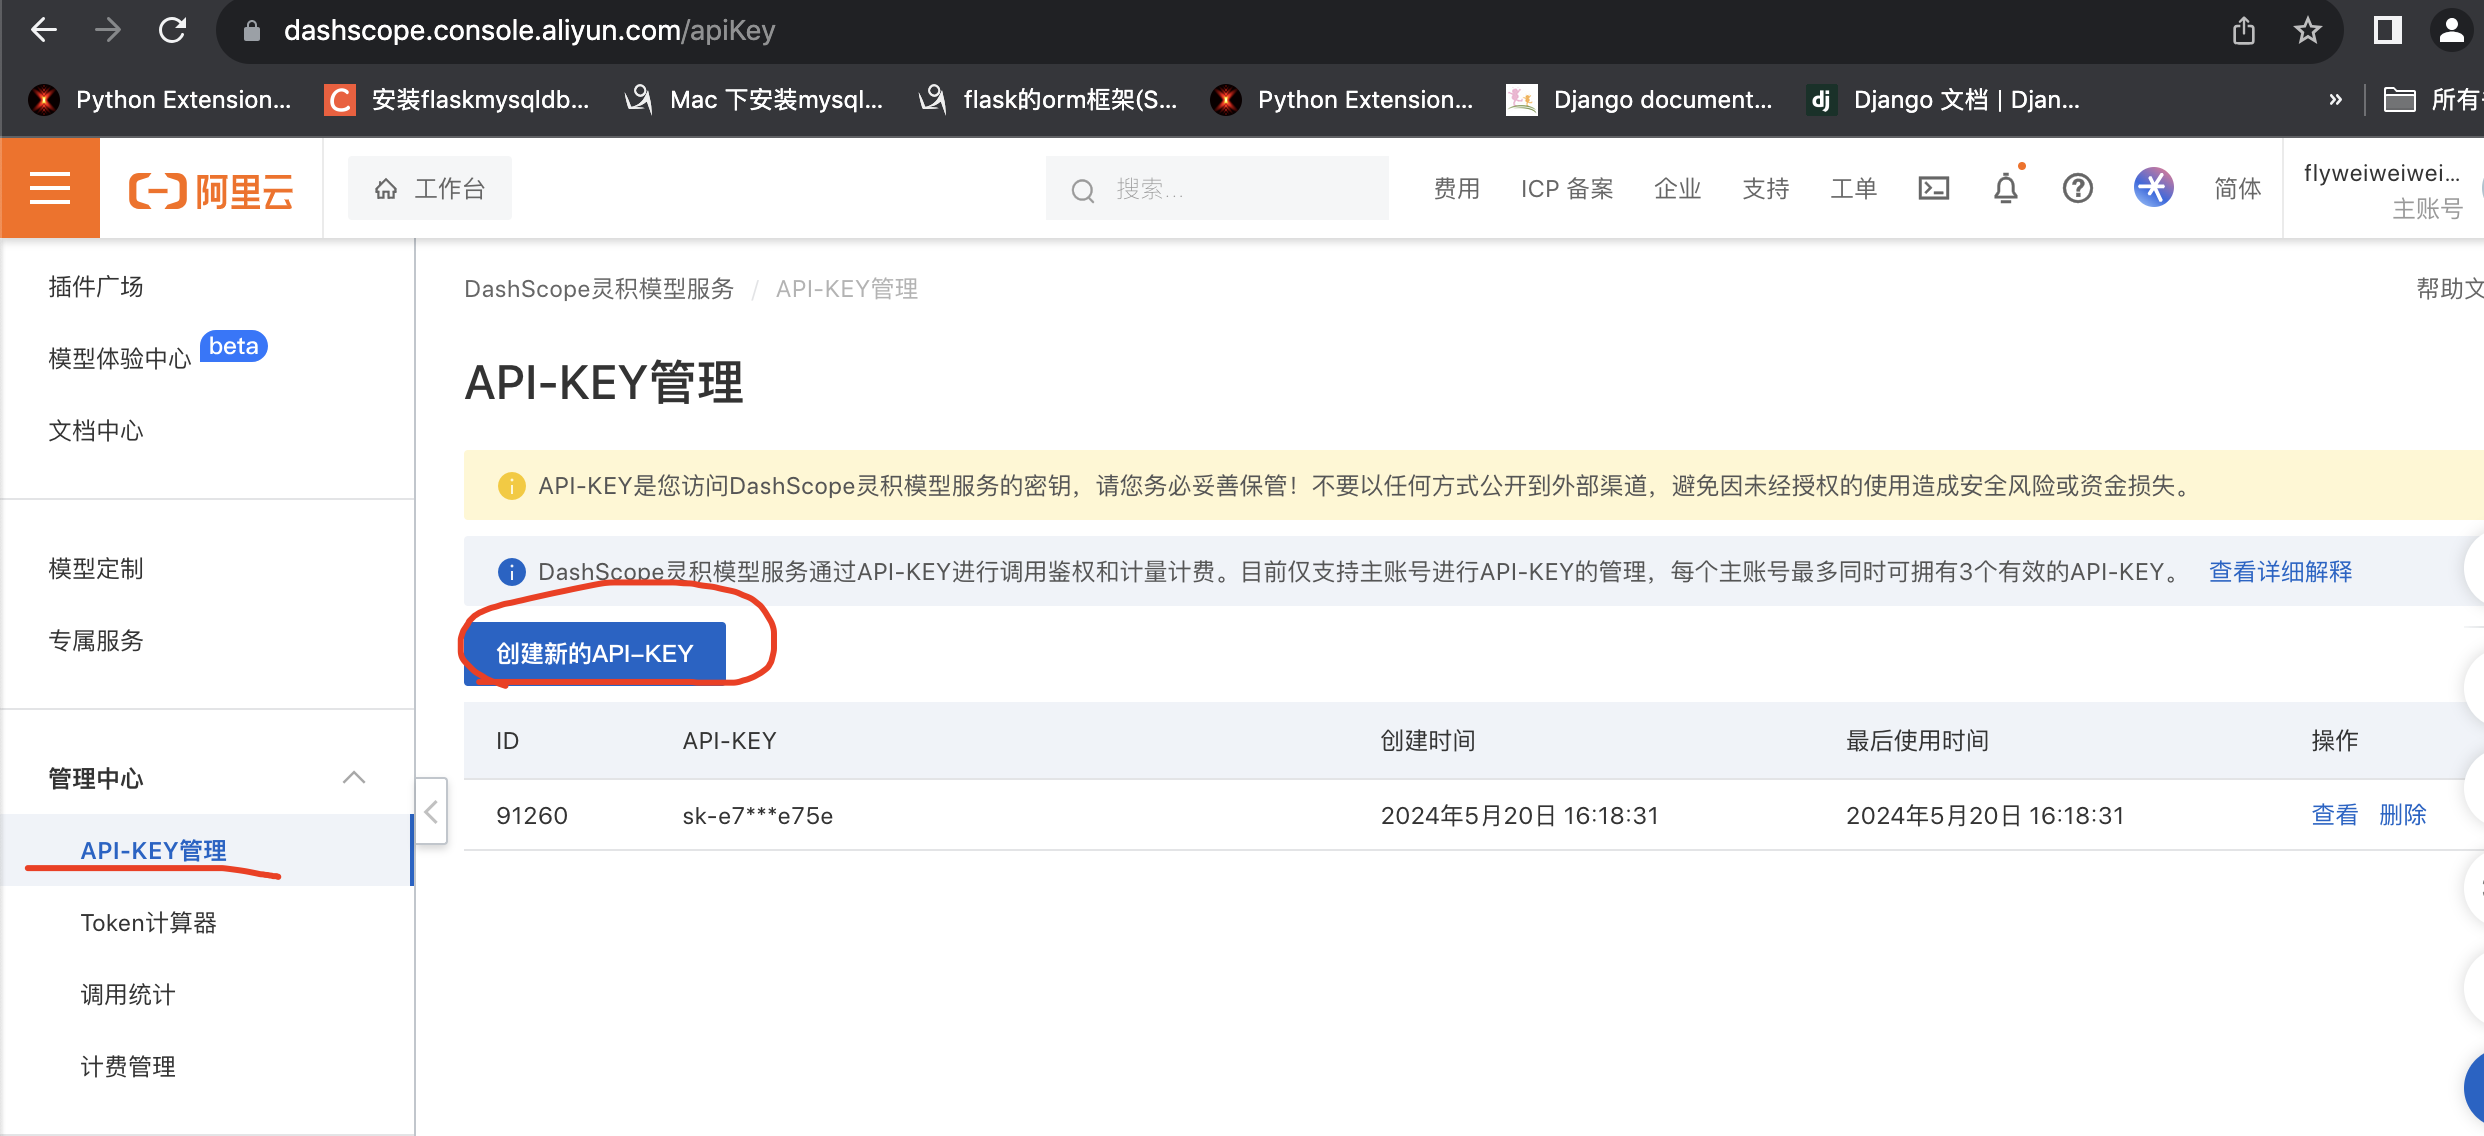 dashscope.console.aliyun.com/apiKey
Python Extension...
安装flaskmysqldb...
Mac 下安装mysql...
flask的orm框架(S...
Python Extension...
Django document...
Django 文档 | Djan...
»
所有
阿里云
工作台
搜索...
费用
ICP 备案
企业
支持
工单
简体
flyweiweiwei...
主账号
插件广场
模型体验中心 beta
文档中心
模型定制
专属服务
管理中心
API-KEY管理
Token计算器
调用统计
计费管理
DashScope灵积模型服务 / API-KEY管理
帮助文
API-KEY管理
API-KEY是您访问DashScope灵积模型服务的密钥，请您务必妥善保管！不要以任何方式公开到外部渠道，避免因未经授权的使用造成安全风险或资金损失。
DashScope灵积模型服务通过API-KEY进行调用鉴权和计量计费。目前仅支持主账号进行API-KEY的管理，每个主账号最多同时可拥有3个有效的API-KEY。 查看详细解释
创建新的API-KEY
ID API-KEY 创建时间 最后使用时间 操作
91260 sk-e7***e75e 2024年5月20日 16:18:31 2024年5月20日 16:18:31 查看 删除